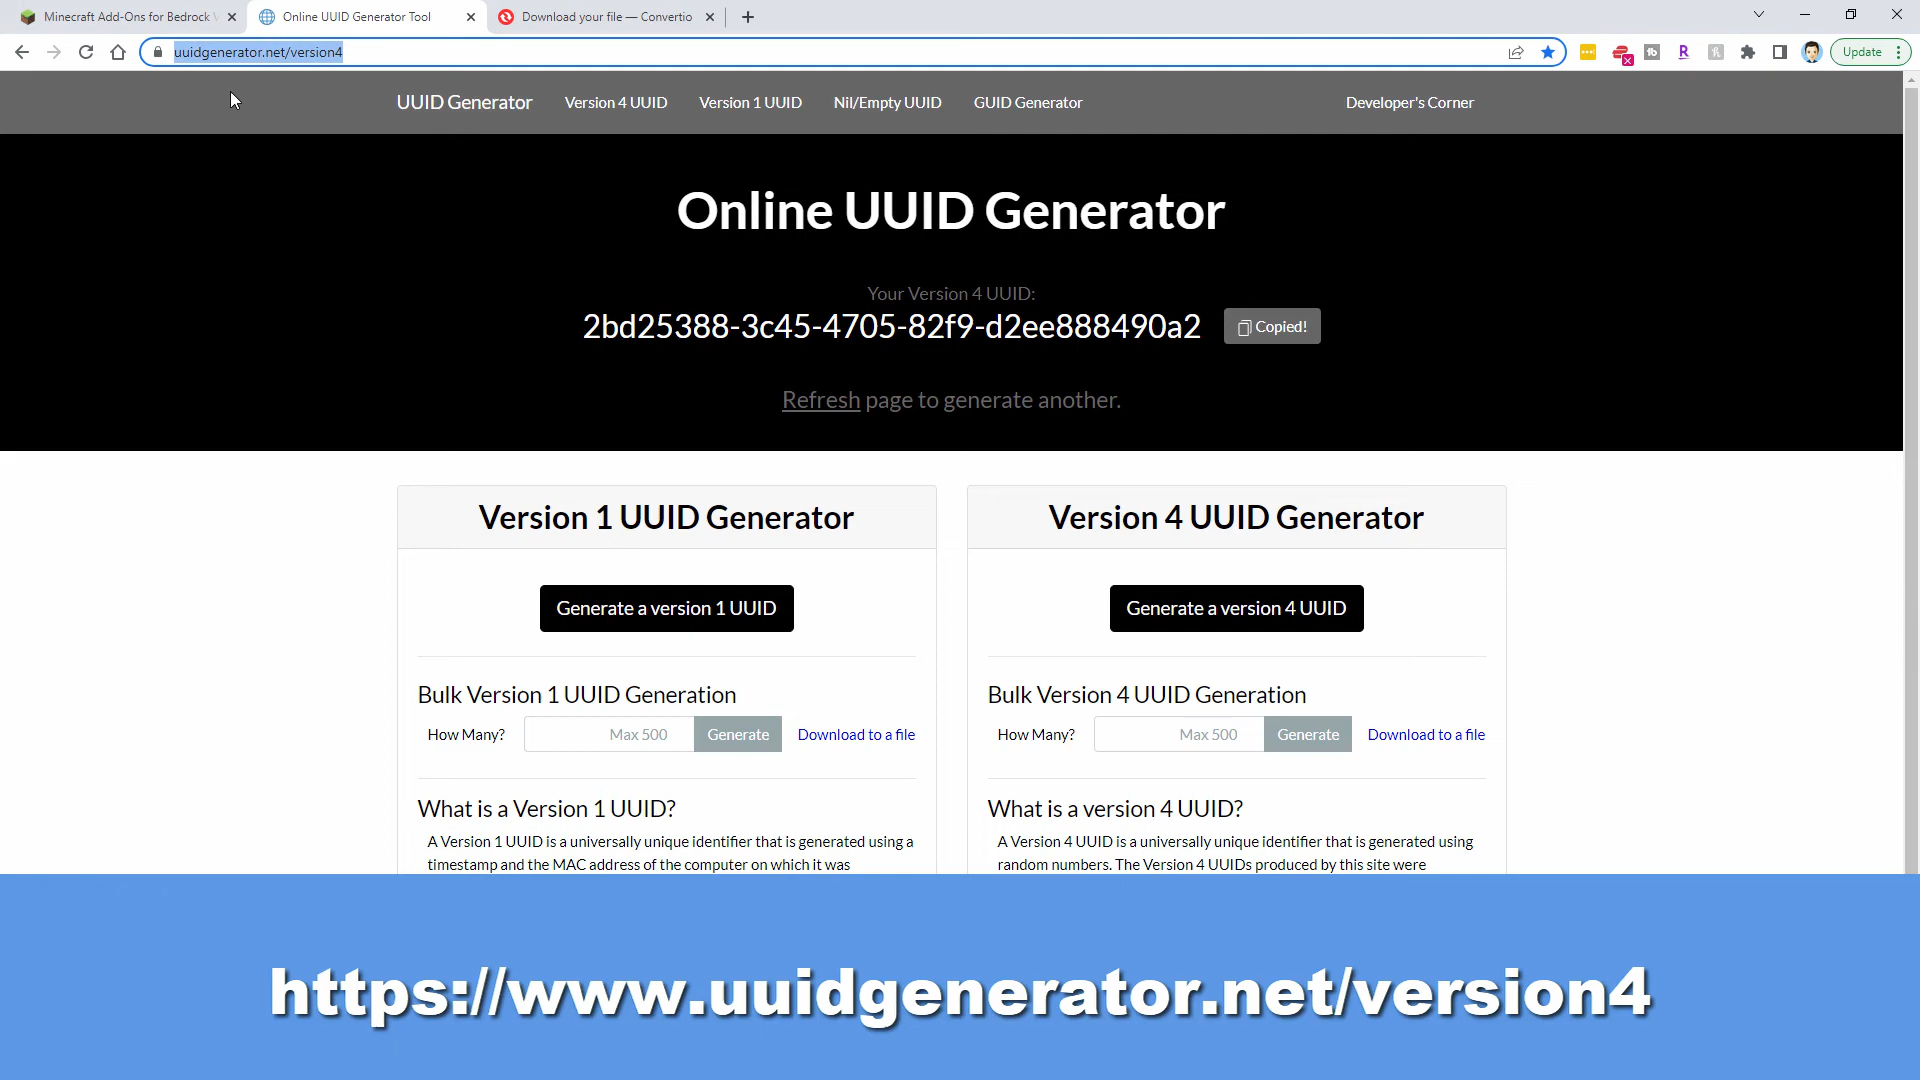 Minecraft Add-Ons for Bedrock
Online UUID Generator Tool
Download your file — Convertio
uuidgenerator.net/version4
Update
UUID Generator
Version 4 UUID
Version 1 UUID
Nil/Empty UUID
GUID Generator
Developer's Corner
Online UUID Generator
Your Version 4 UUID:
2bd25388-3c45-4705-82f9-d2ee888490a2
Copied!
Refresh page to generate another.
Version 1 UUID Generator
Generate a version 1 UUID
Bulk Version 1 UUID Generation
How Many? Max 500 Generate Download to a file
What is a Version 1 UUID?
A Version 1 UUID is a universally unique identifier that is generated using a
timestamp and the MAC address of the computer on which it was
Version 4 UUID Generator
Generate a version 4 UUID
Bulk Version 4 UUID Generation
How Many? Max 500 Generate Download to a file
What is a version 4 UUID?
A Version 4 UUID is a universally unique identifier that is generated using
random numbers. The Version 4 UUIDs produced by this site were
https://www.uuidgenerator.net/version4